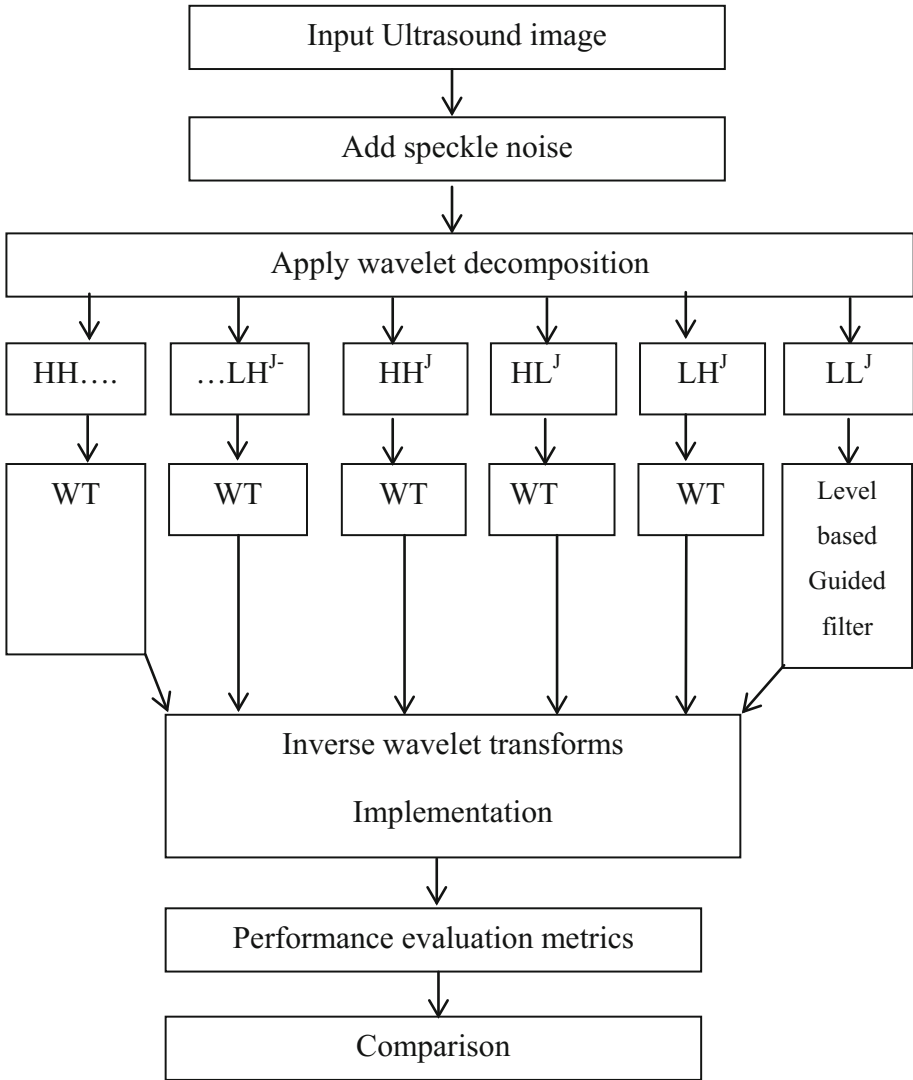 Input Ultrasound image
Add speckle noise
Apply wavelet decomposition
HH….
…LH^J-
HH^J
HL^J
LH^J
LL^J
WT
WT
WT
WT
WT
Level
based
Guided
filter
Inverse wavelet transforms
Implementation
Performance evaluation metrics
Comparison